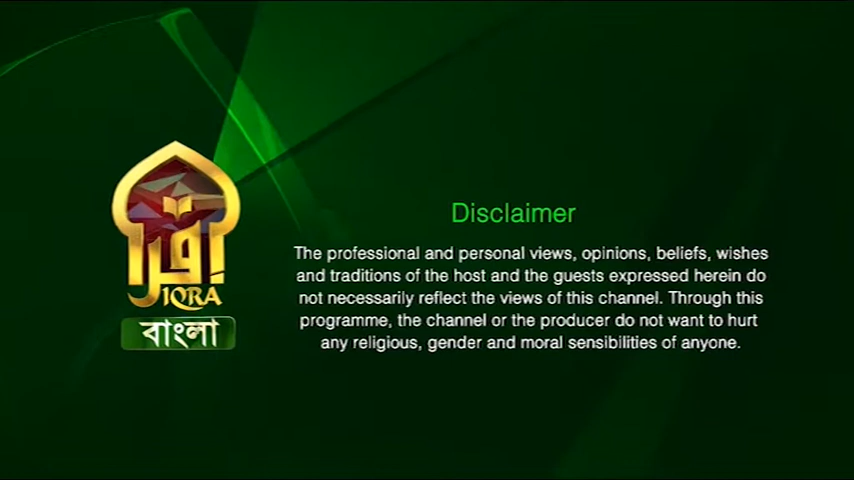 اقرأ
IQRA
বাংলা
Disclaimer
The professional and personal views, opinions, beliefs, wishes
and traditions of the host and the guests expressed herein do
not necessarily reflect the views of this channel. Through this
programme, the channel or the producer do not want to hurt
any religious, gender and moral sensibilities of anyone.